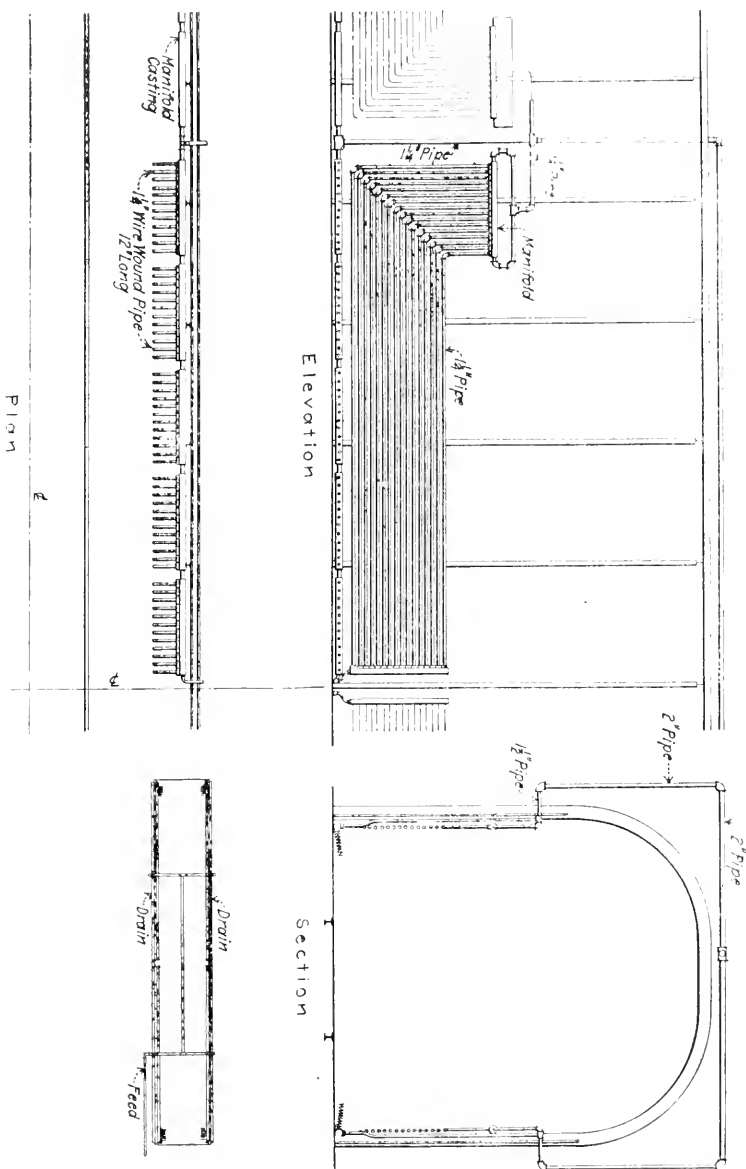 1¼" Pipe
Manifold
1¼" Pipe
Elevation
Manifold
Casting
1¼" Wire Wound Pipe
12" Long
℄
℄
Plan
2" Pipe
2" Pipe
1½" Pipe
Section
Drain
Drain
Feed